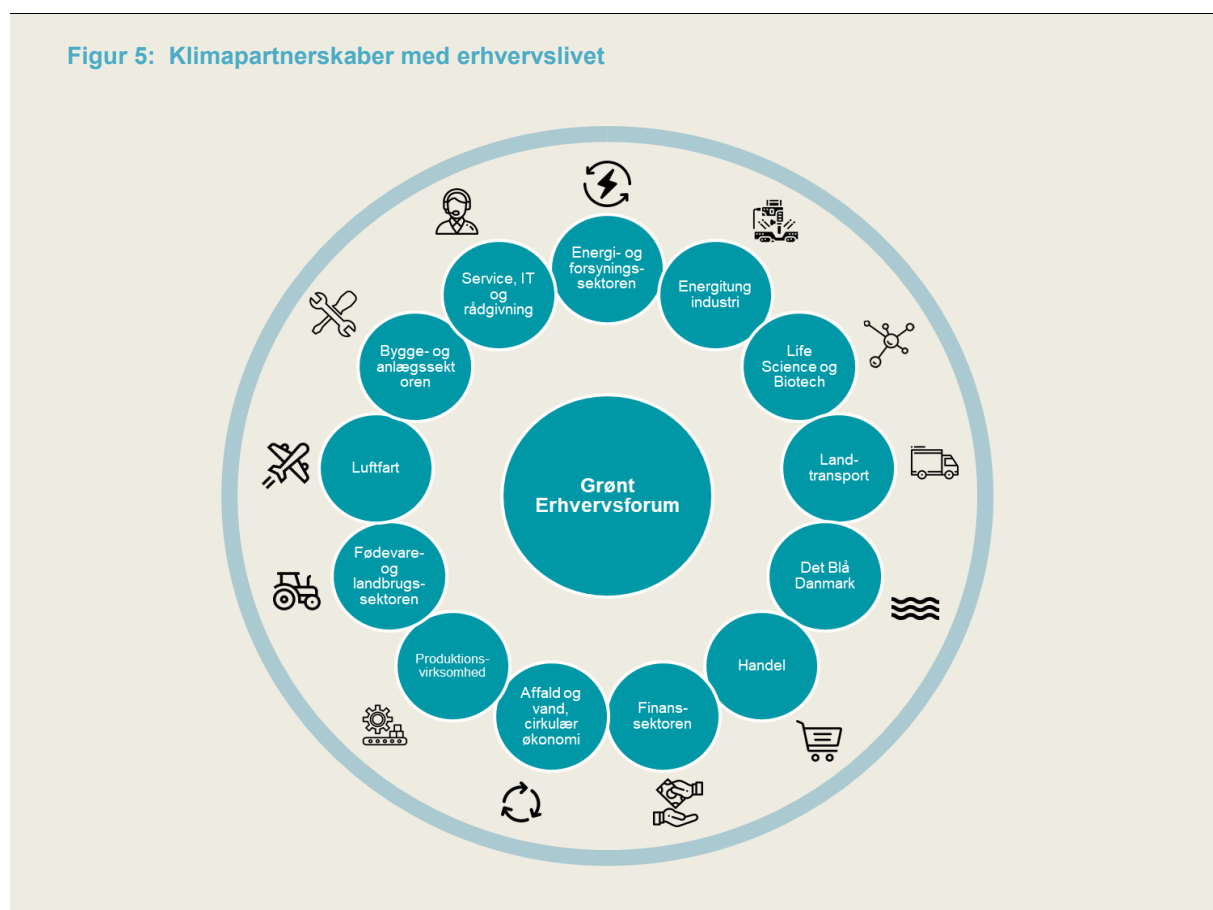 Figur 5: Klimapartnerskaber med erhvervslivet
Energi- og
forsynings-
sektoren
Energitung
industri
Life
Science og
Biotech
Land-
transport
Det Blå
Danmark
Handel
Finans-
sektoren
Affald og
vand,
cirkulær
økonomi
Produktions-
virksomhed
Fødevare-
og
landbrugs-
sektoren
Luftfart
Bygge- og
anlægssekt
oren
Service, IT
og
rådgivning
Grønt
Erhvervsforum